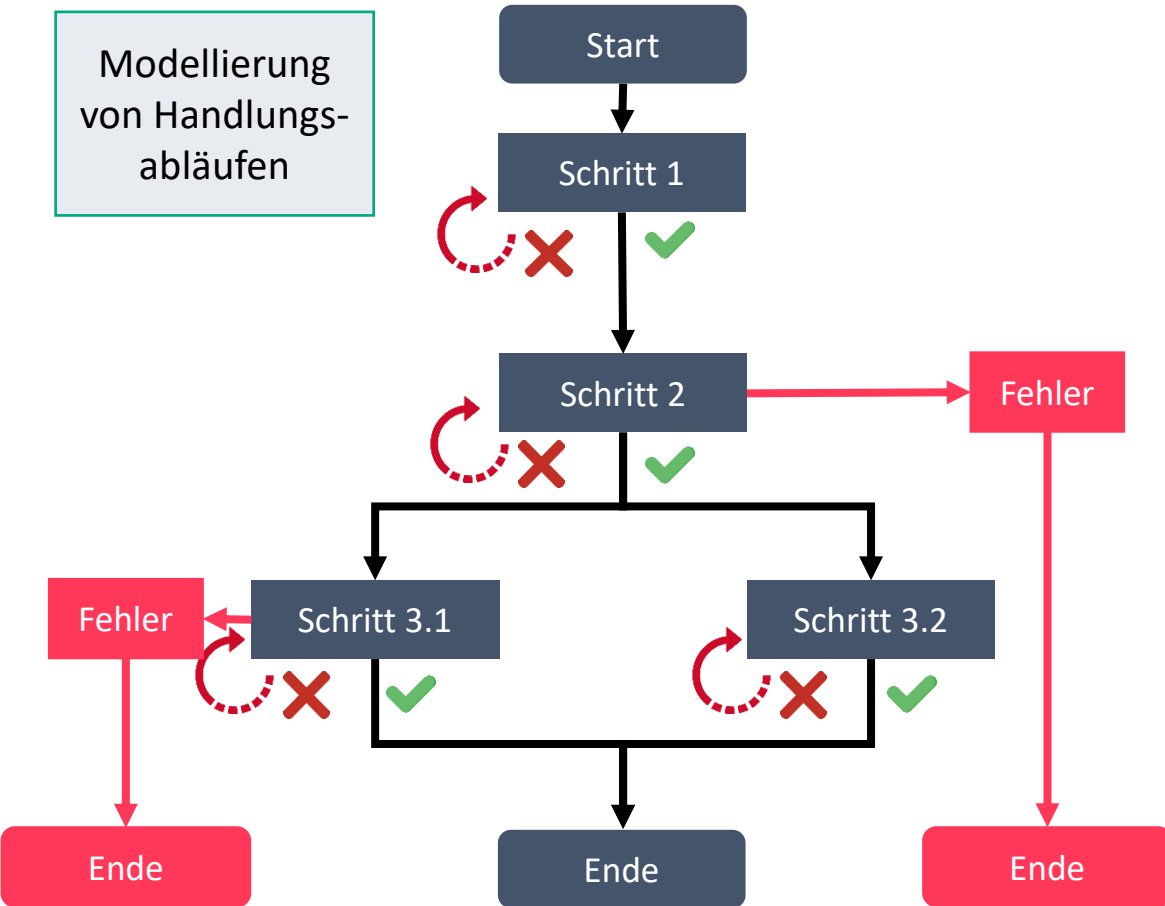 Modellierung
von Handlungs-
abläufen
Start
Schritt 1
Schritt 2
Fehler
Fehler
Schritt 3.1
Schritt 3.2
Ende
Ende
Ende